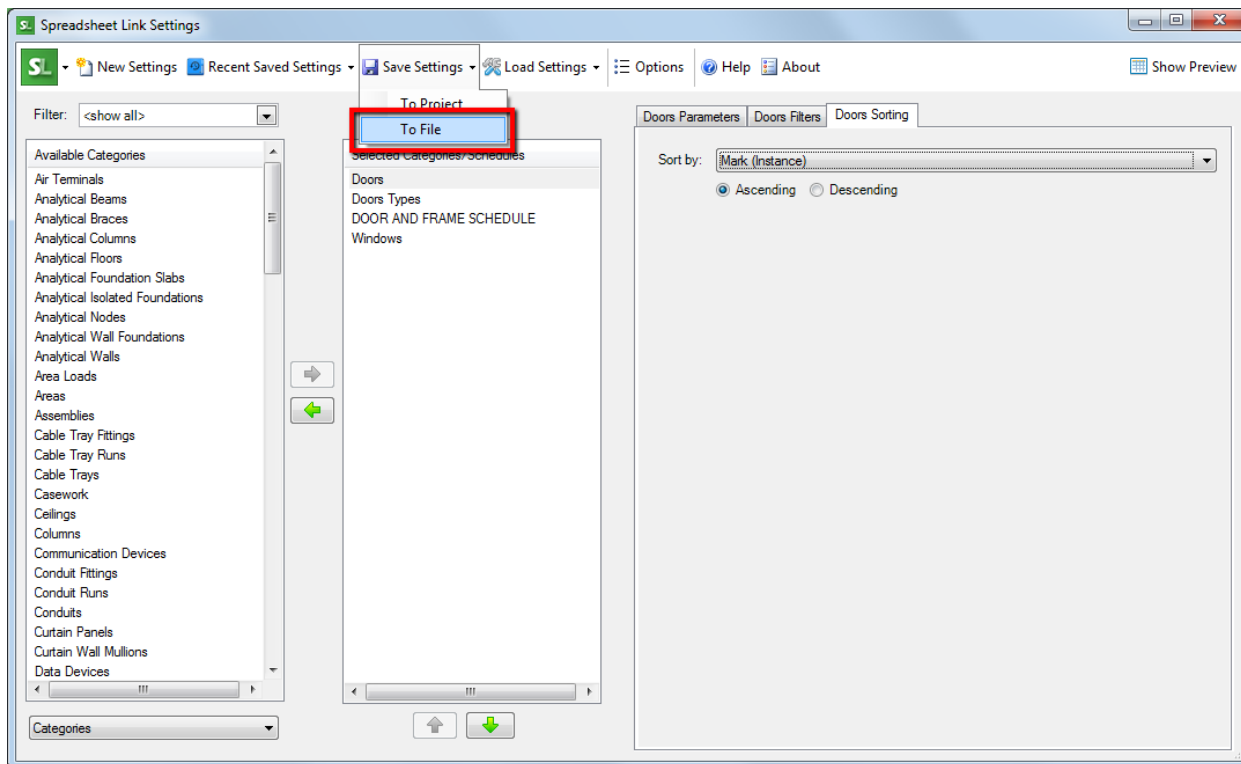 SL Spreadsheet Link Settings
SL New Settings Recent Saved Settings Save Settings Load Settings Options Help About Show Preview
To Project
To File
Filter: <show all>
Available Categories
Air Terminals
Analytical Beams
Analytical Braces
Analytical Columns
Analytical Floors
Analytical Foundation Slabs
Analytical Isolated Foundations
Analytical Nodes
Analytical Wall Foundations
Analytical Walls
Area Loads
Areas
Assemblies
Cable Tray Fittings
Cable Tray Runs
Cable Trays
Casework
Ceilings
Columns
Communication Devices
Conduit Fittings
Conduit Runs
Conduits
Curtain Panels
Curtain Wall Mullions
Data Devices
Categories
Selected Categories/Schedules
Doors
Doors Types
DOOR AND FRAME SCHEDULE
Windows
Doors Parameters Doors Filters Doors Sorting
Sort by: Mark (Instance)
Ascending Descending